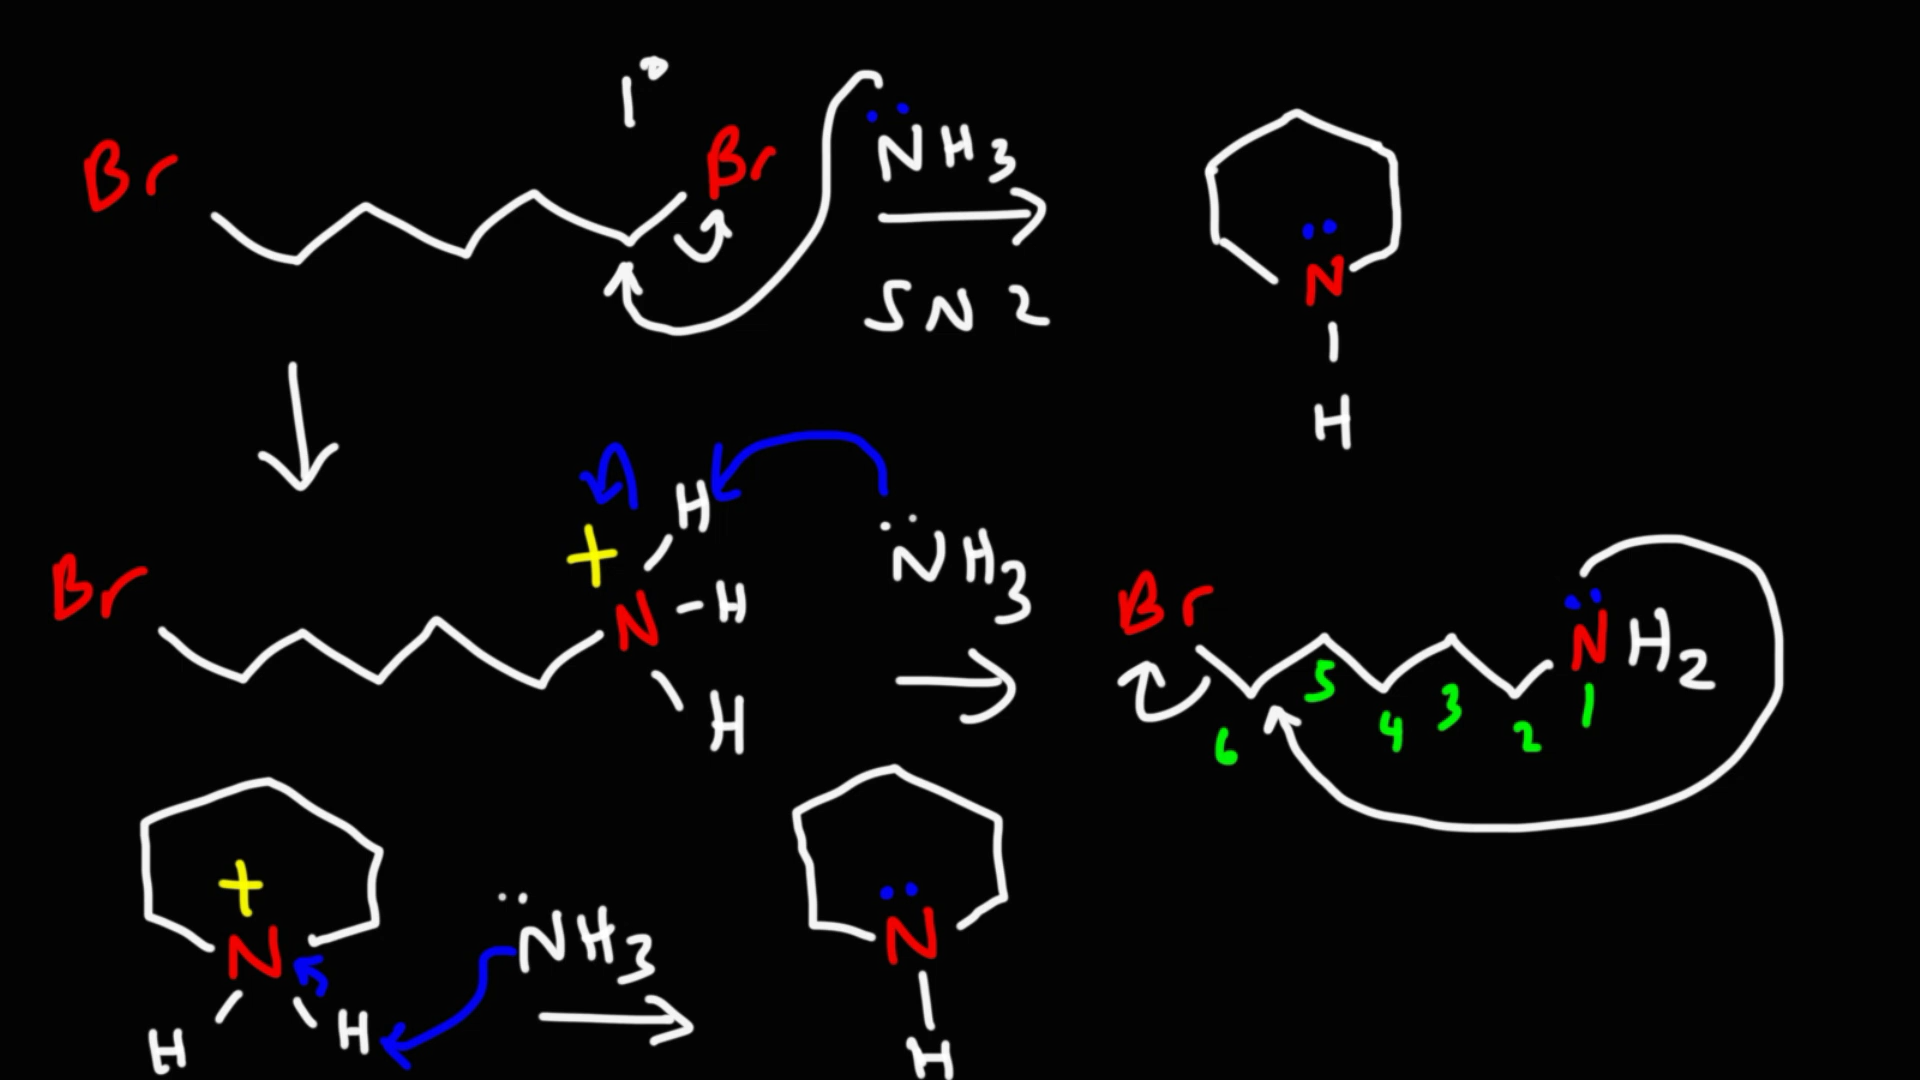 1°
Br Br NH3
SN2
N
H
Br + N H H H NH3
Br NH2
6 5 4 3 2 1
+
N NH3 N
H H H